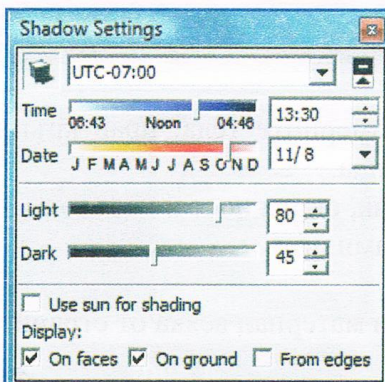 Shadow Settings
UTC-07:00
Time 06:43 Noon 04:46 13:30
Date J F M A M J J A S O N D 11/8
Light 80
Dark 45
Use sun for shading
Display:
On faces On ground From edges